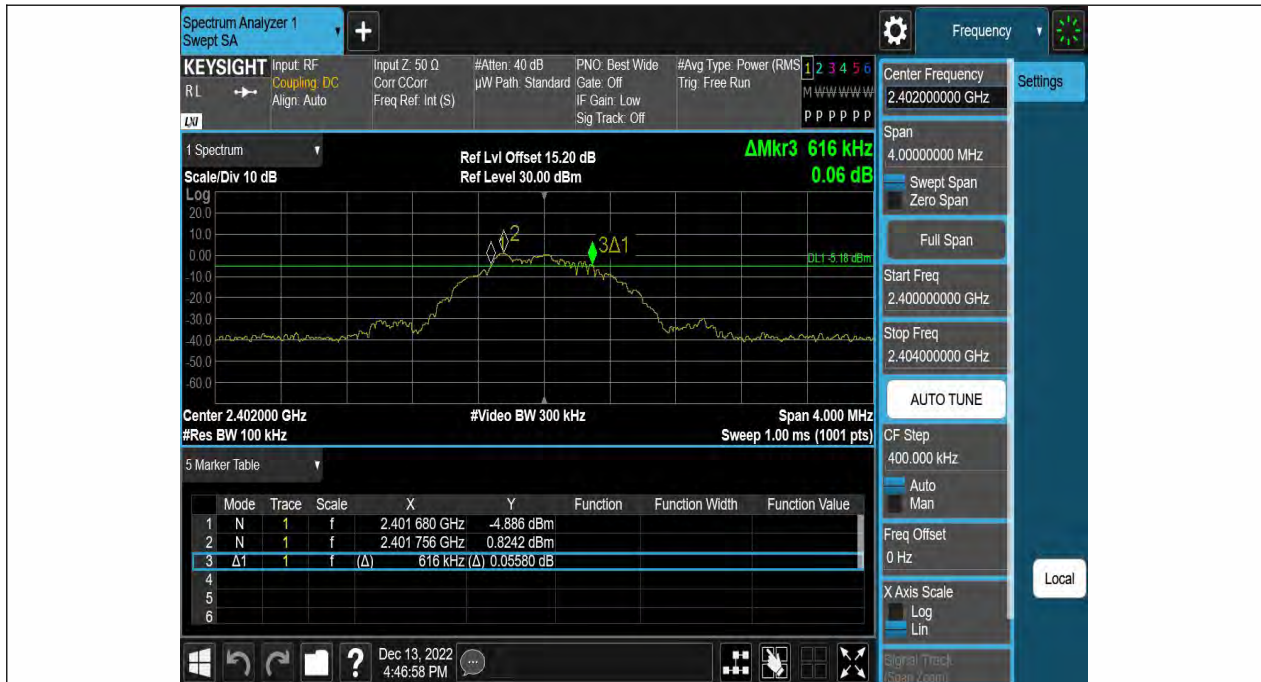 Spectrum Analyzer 1
Swept SA
+
Frequency
KEYSIGHT
RL
LXI
Input: RF
Coupling: DC
Align: Auto
Input Z: 50 Ω
Corr CCorr
Freq Ref: Int (S)
#Atten: 40 dB
µW Path: Standard
PNO: Best Wide
Gate: Off
IF Gain: Low
Sig Track: Off
#Avg Type: Power (RMS
Trig: Free Run
1 2 3 4 5 6
M W W W W W
P P P P P P
1 Spectrum
Scale/Div 10 dB
Ref Lvl Offset 15.20 dB
Ref Level 30.00 dBm
ΔMkr3 616 kHz
0.06 dB
Log
20.0
10.0
0.00
-10.0
-20.0
-30.0
-40.0
-50.0
-60.0
2
3Δ1
DL1 -5.18 dBm
Center 2.402000 GHz
#Video BW 300 kHz
Span 4.000 MHz
#Res BW 100 kHz
Sweep 1.00 ms (1001 pts)
5 Marker Table
Mode Trace Scale X Y Function Function Width Function Value
1 N 1 f 2.401 680 GHz -4.886 dBm
2 N 1 f 2.401 756 GHz 0.8242 dBm
3 Δ1 1 f (Δ) 616 kHz (Δ) 0.05580 dB
4
5
6
Dec 13, 2022
4:46:58 PM
?
Center Frequency
2.402000000 GHz
Settings
Span
4.00000000 MHz
Swept Span
Zero Span
Full Span
Start Freq
2.400000000 GHz
Stop Freq
2.404000000 GHz
AUTO TUNE
CF Step
400.000 kHz
Auto
Man
Freq Offset
0 Hz
X Axis Scale
Log
Lin
Signal Track
(Span Zoom)
Local